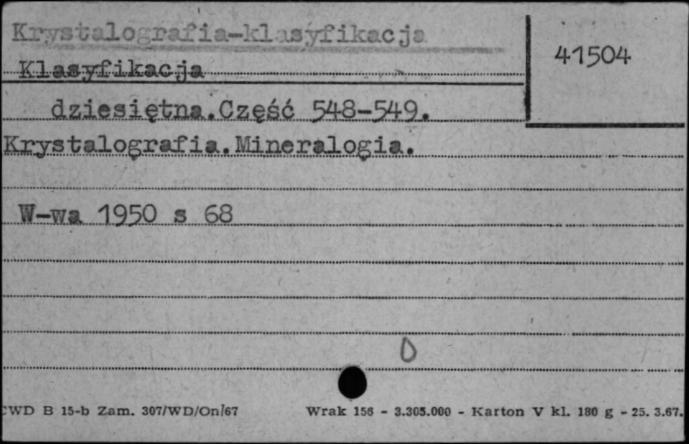 Krystalografia-klasyfikacja
41504
Klasyfikacja
dziesiętna.Część 548-549.
Krystalografia.Mineralogia.
W-wa 1950 s 68
CWD B 15-b Zam. 307/WD/On/67 Wrak 156 - 3.305.000 - Karton V kl. 180 g - 25. 3.67.